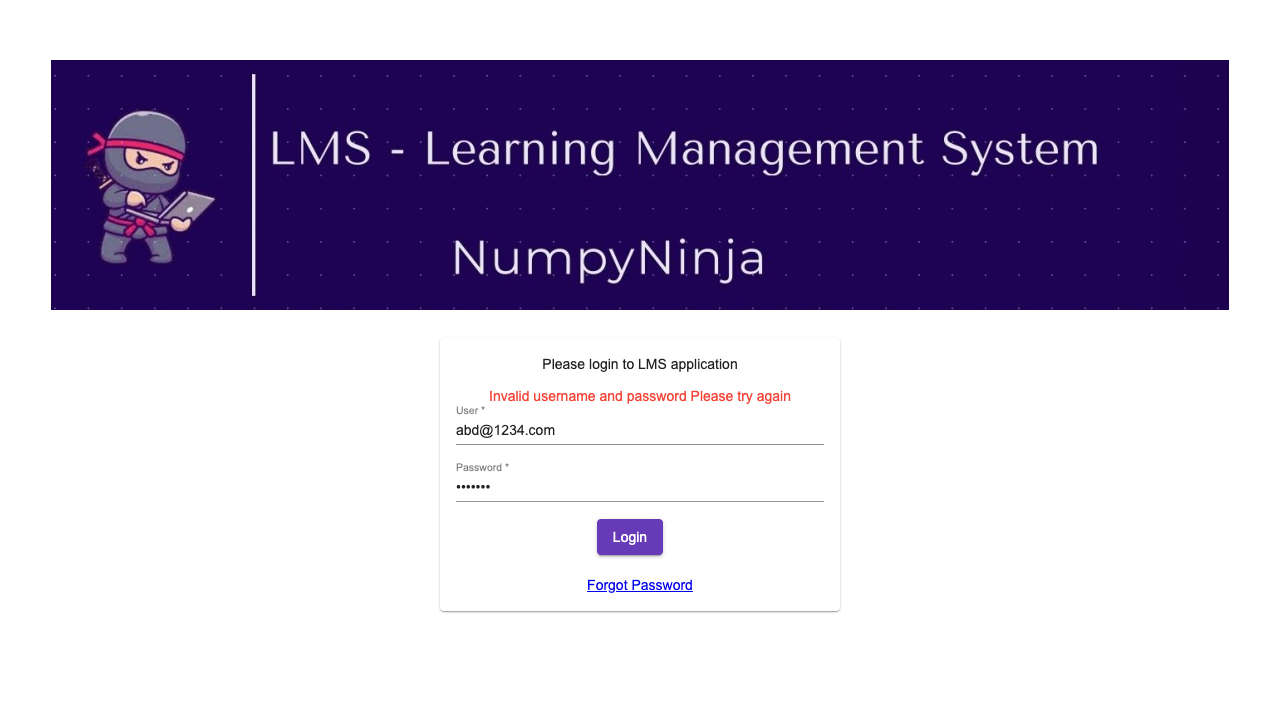 LMS - Learning Management System
NumpyNinja
Please login to LMS application
Invalid username and password Please try again
User *
abd@1234.com
Password *
•••••••
Login
Forgot Password